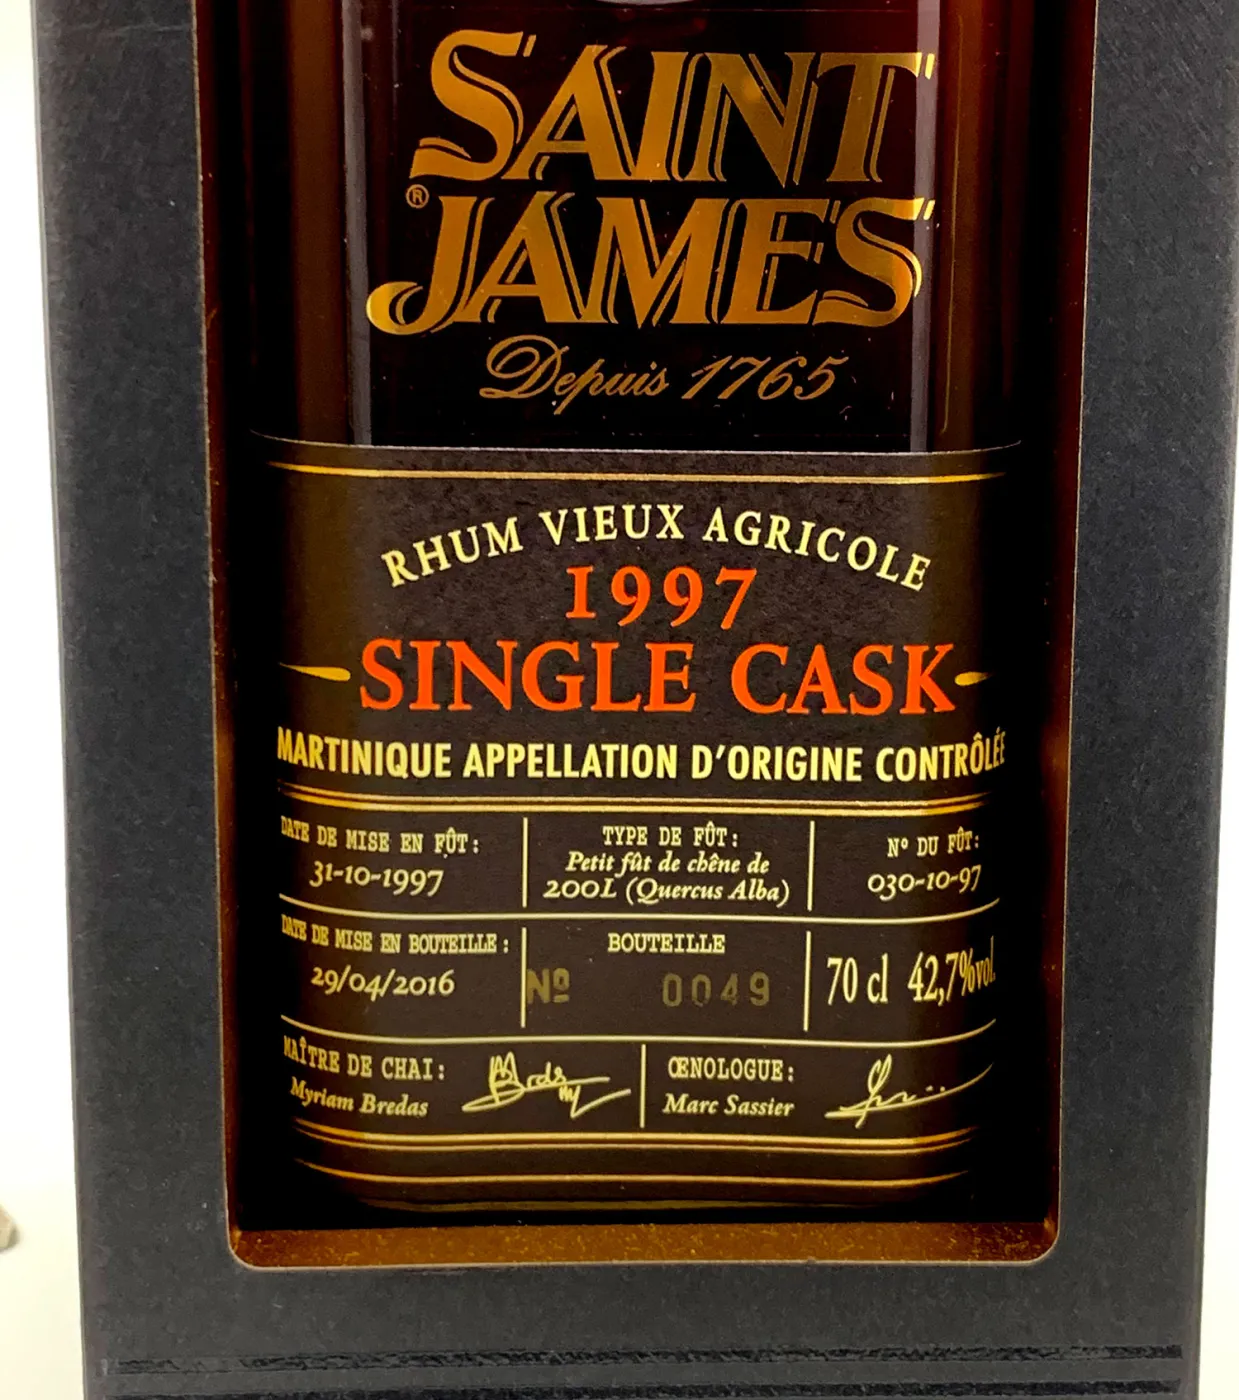 SAINT
® JAMES
Depuis 1765
RHUM VIEUX AGRICOLE
1997
SINGLE CASK
MARTINIQUE APPELLATION D'ORIGINE CONTRÔLÉE
DATE DE MISE EN FÛT:
31-10-1997
TYPE DE FÛT:
Petit fût de chêne de
200L (Quercus Alba)
Nº DU FÛT:
030-10-97
DATE DE MISE EN BOUTEILLE:
29/04/2016
BOUTEILLE
Nº 0049
70 cl 42,7%vol.
MAÎTRE DE CHAI:
Myriam Bredas
ŒNOLOGUE:
Marc Sassier